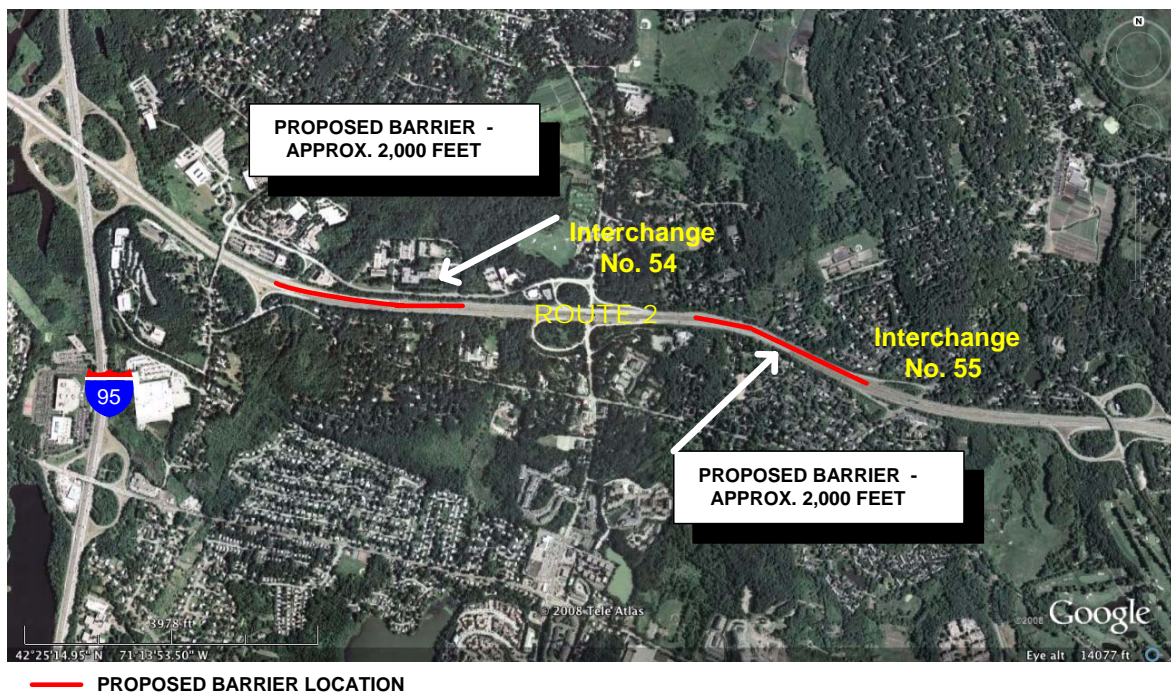 N
PROPOSED BARRIER -
APPROX. 2,000 FEET
Interchange
No. 54
ROUTE 2
Interchange
No. 55
95
PROPOSED BARRIER -
APPROX. 2,000 FEET
© 2008 Tele Atlas
©2008 Google
3978 ft
42°25'14.95" N 71°13'53.50" W
Eye alt 14077 ft
PROPOSED BARRIER LOCATION